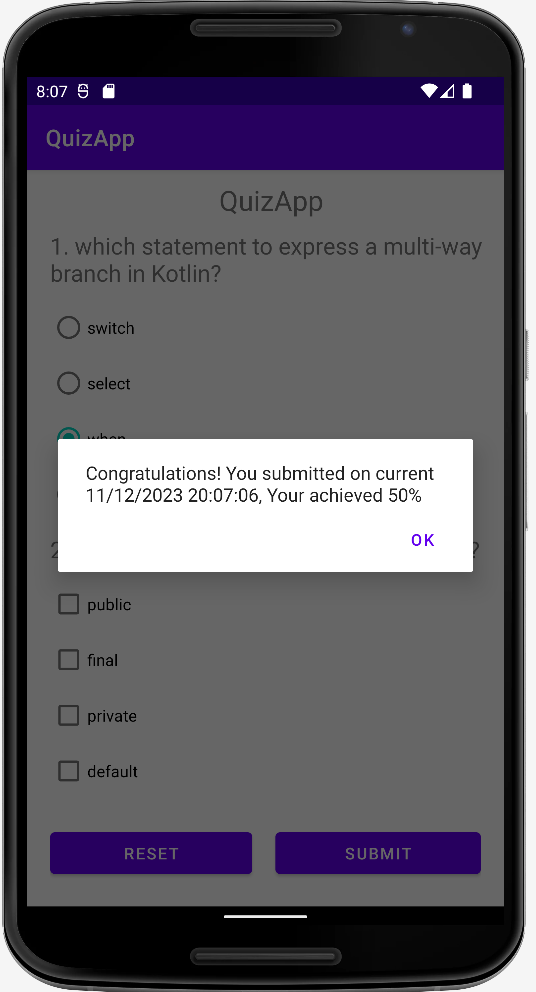 8:07
QuizApp
QuizApp
1. which statement to express a multi-way
branch in Kotlin?
switch
select
when
Congratulations! You submitted on current
11/12/2023 20:07:06, Your achieved 50%
OK
2
?
public
final
private
default
RESET
SUBMIT